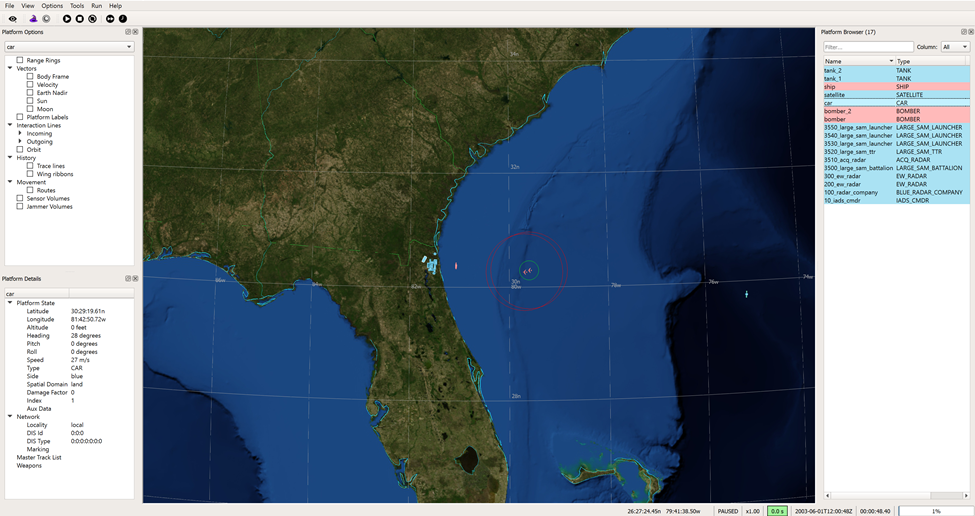 File View Options Tools Run Help
Platform Options
car
Range Rings
Vectors
Body Frame
Velocity
Earth Nadir
Sun
Moon
Platform Labels
Interaction Lines
Incoming
Outgoing
Orbit
History
Trace lines
Wing ribbons
Movement
Routes
Sensor Volumes
Jammer Volumes
Platform Details
car
Platform State
Latitude 30:29:19.61n
Longitude 81:42:50.72w
Altitude 0 feet
Heading 28 degrees
Pitch 0 degrees
Roll 0 degrees
Speed 27 m/s
Type CAR
Side blue
Spatial Domain land
Damage Factor 0
Index 1
Aux Data
Network
Locality local
DIS Id 0:0:0
DIS Type 0:0:0:0:0:0:0
Marking
Master Track List
Weapons
34n
32n
84w
82w
30n
80w
78w
76w
74w
28n
Platform Browser (17)
Filter... Column: All
Name Type
tank_2 TANK
tank_1 TANK
ship SHIP
satellite SATELLITE
car CAR
bomber_2 BOMBER
bomber BOMBER
3550_large_sam_launcher LARGE_SAM_LAUNCHER
3540_large_sam_launcher LARGE_SAM_LAUNCHER
3530_large_sam_launcher LARGE_SAM_LAUNCHER
3520_large_sam_ttr LARGE_SAM_TTR
3510_acq_radar ACQ_RADAR
3500_large_sam_battalion LARGE_SAM_BATTALION
300_ew_radar EW_RADAR
200_ew_radar EW_RADAR
100_radar_company BLUE_RADAR_COMPANY
10_iads_cmdr IADS_CMDR
26:27:24.45n 79:41:38.50w PAUSED x1.00 0.0 s 2003-06-01T12:00:48Z 00:00:48.40 1%